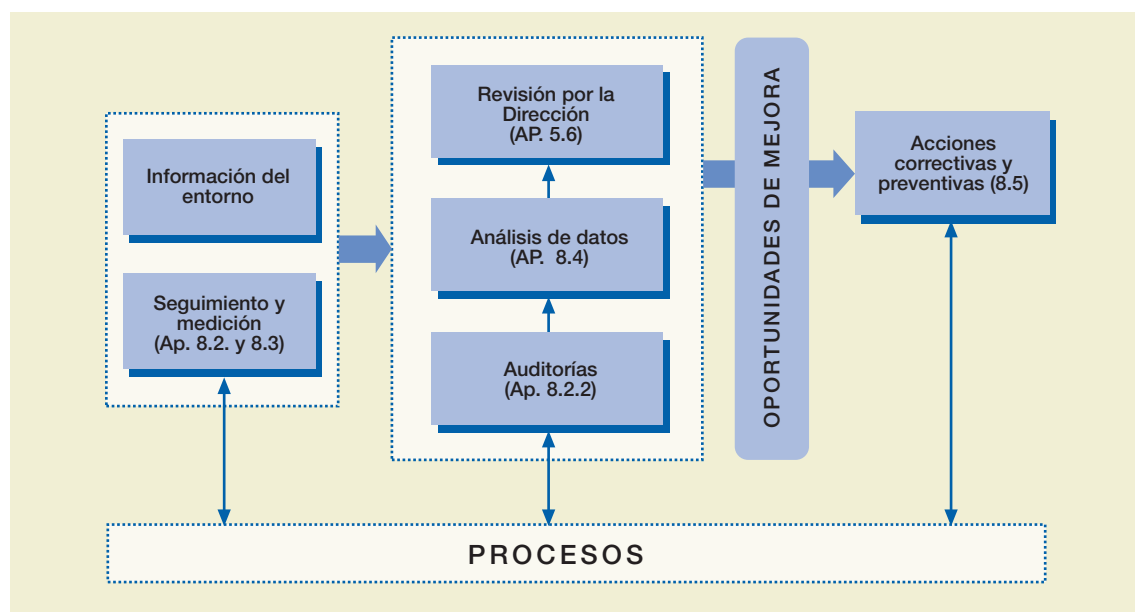 Información del
entorno
Seguimiento y
medición
(Ap. 8.2. y 8.3)
Revisión por la
Dirección
(AP. 5.6)
Análisis de datos
(AP. 8.4)
Auditorías
(Ap. 8.2.2)
OPORTUNIDADES DE MEJORA
Acciones
correctivas y
preventivas (8.5)
PROCESOS